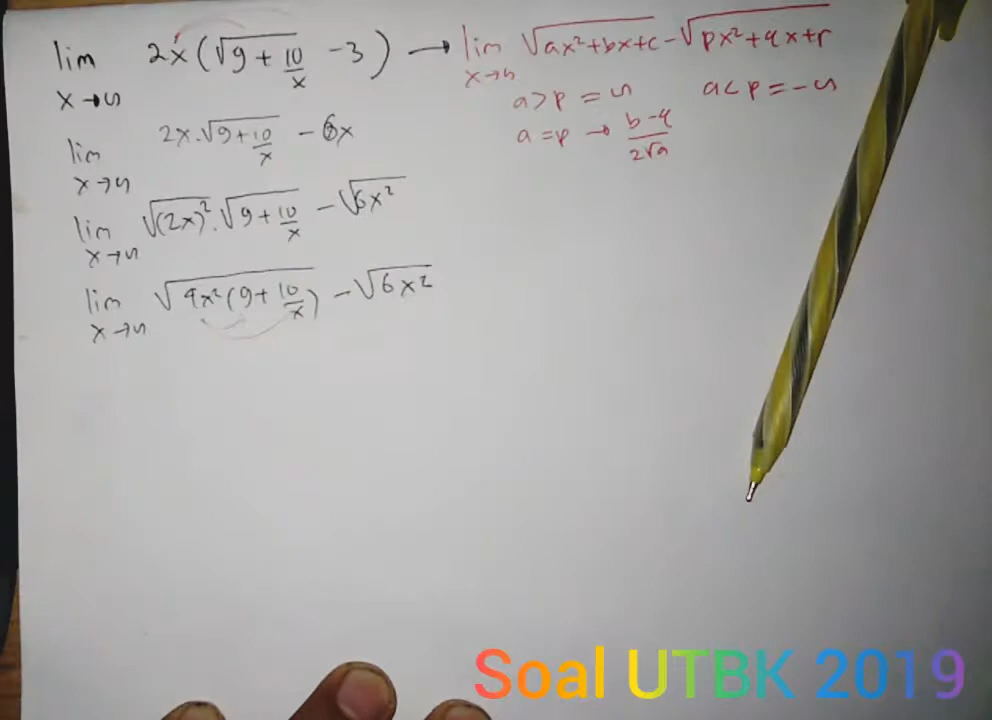 lim x→∞ 2x(√9+10/x -3) → lim x→∞ √ax²+bx+c - √px²+qx+r
a>p = ∞ a<p = -∞
lim x→∞ 2x.√9+10/x - 6x
a=p → b-q/2√a
lim x→∞ √(2x)².√9+10/x - √6x²
lim x→∞ √4x²(9+10/x) - √6x²
Soal UTBK 2019